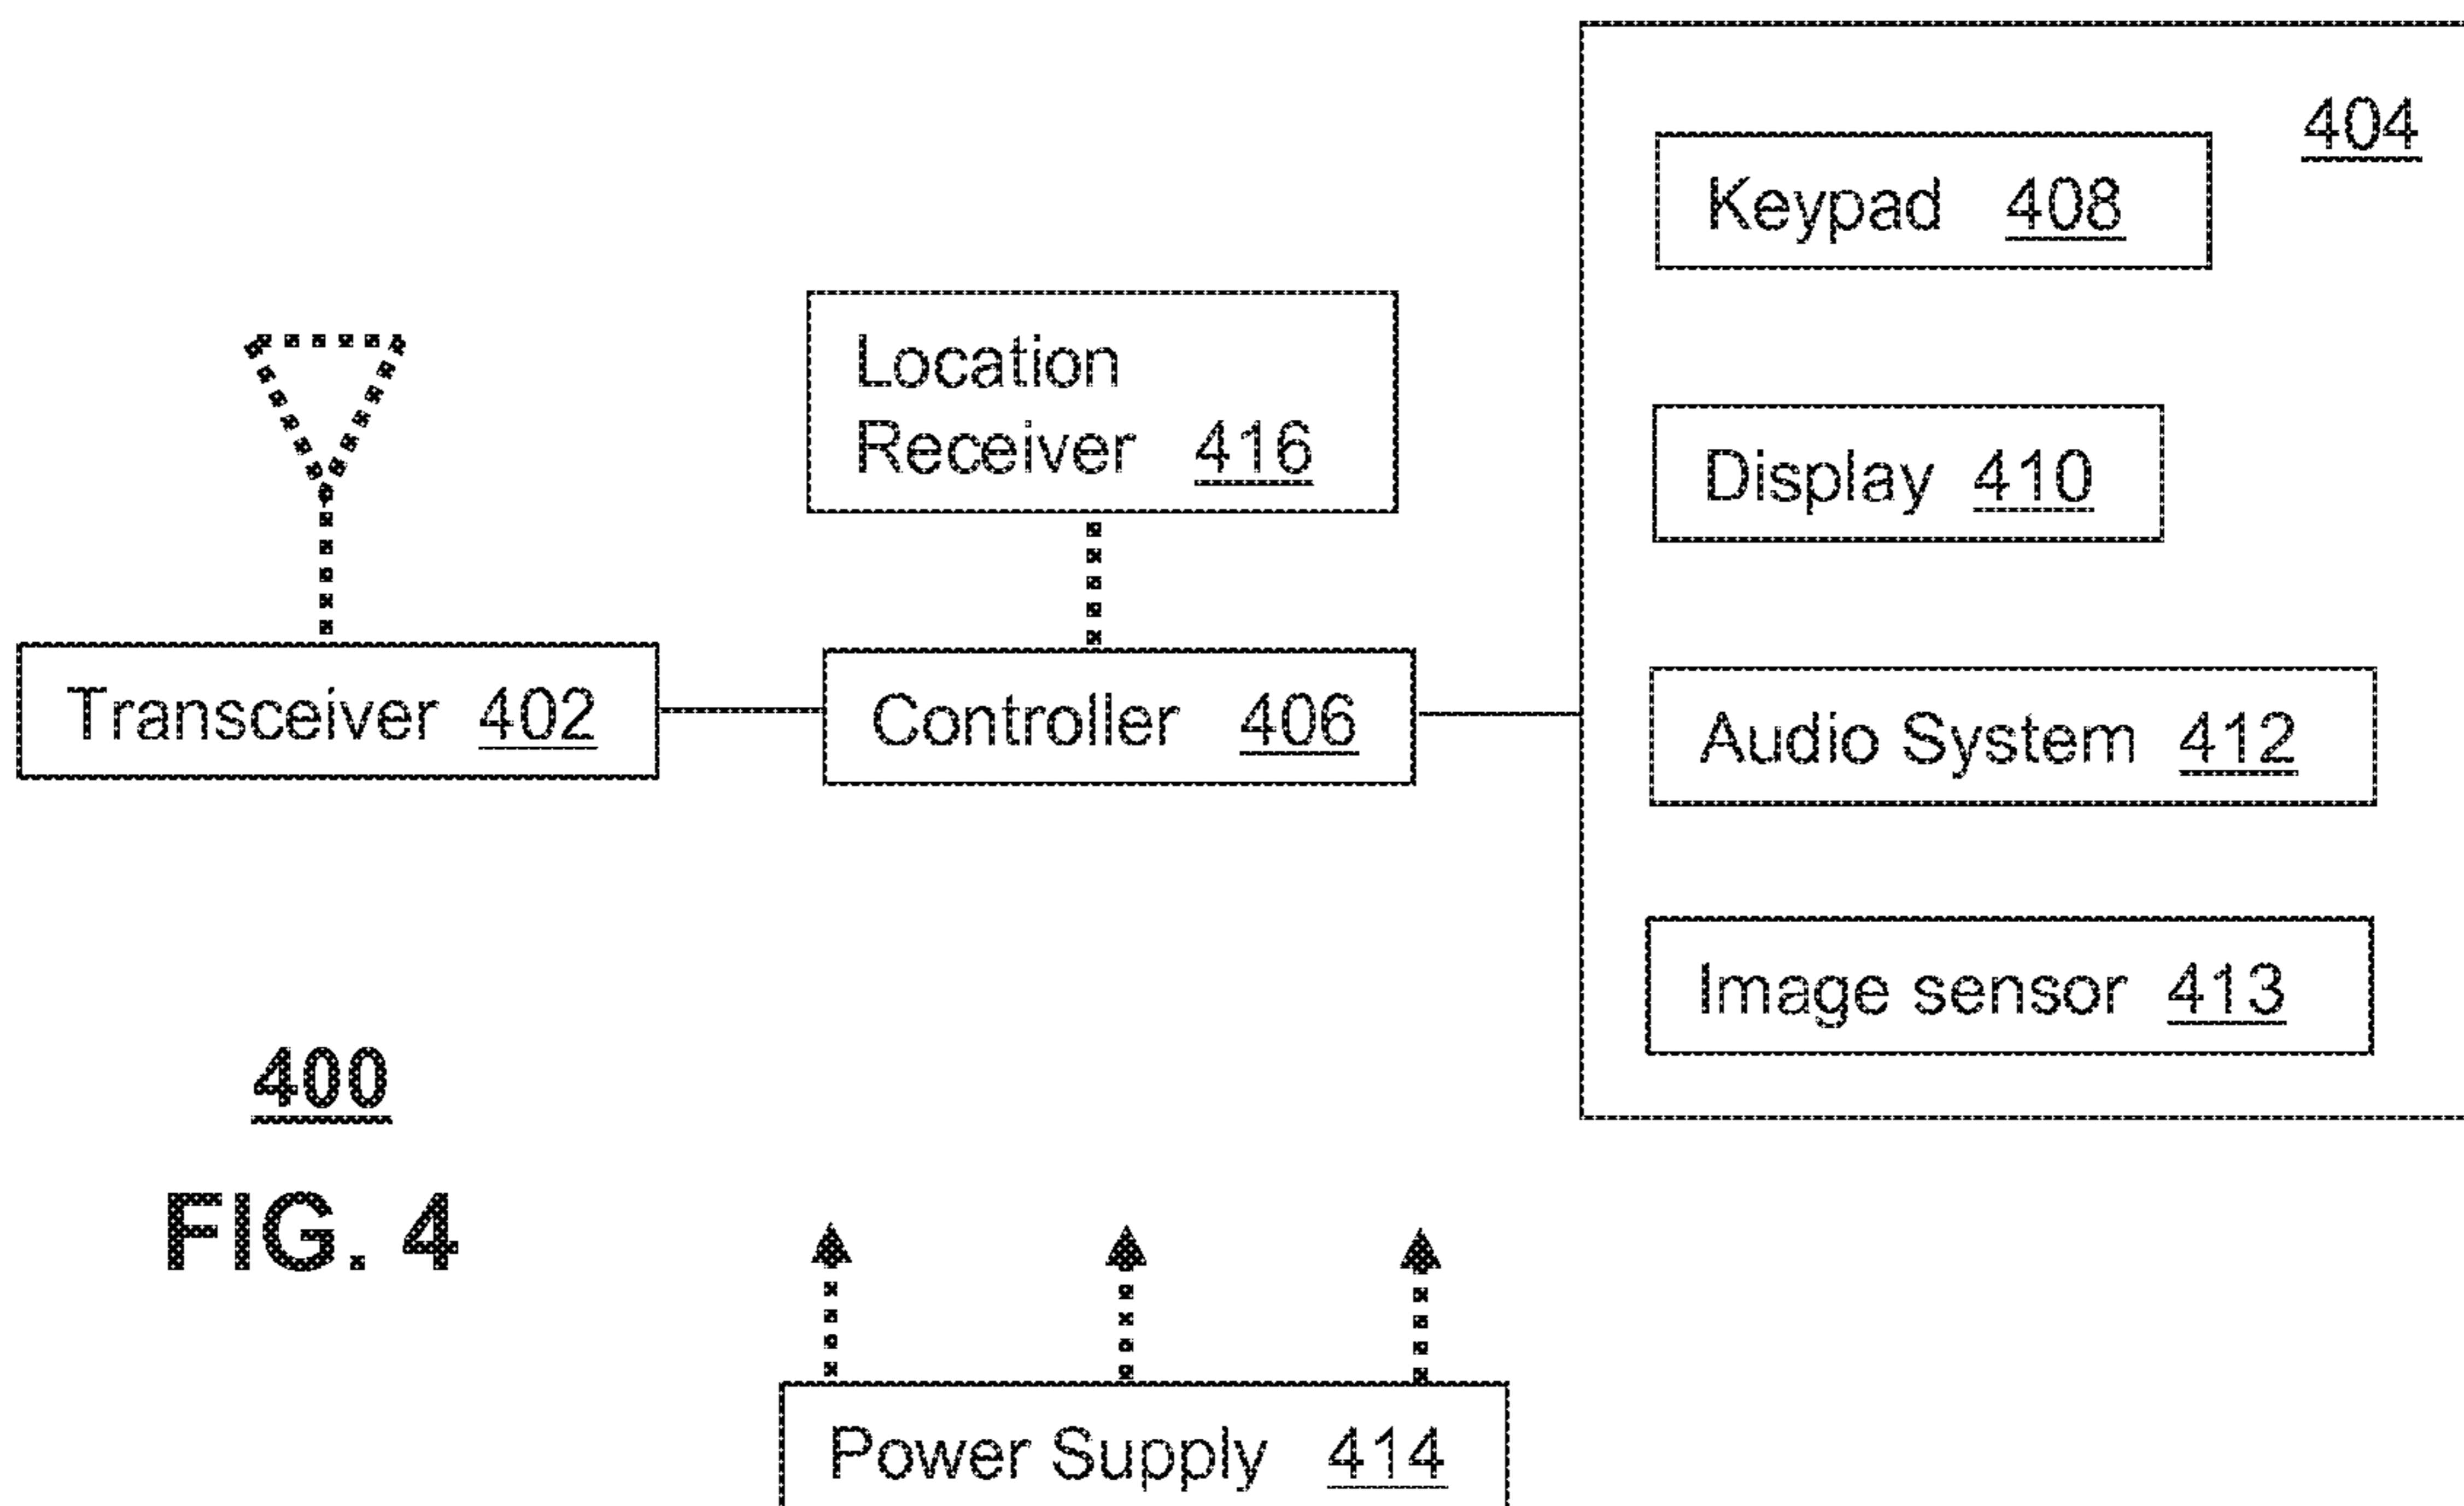 404
Keypad 408
Location
Receiver 416
Display 410
Transceiver 402
Controller 406
Audio System 412
Image sensor 413
400
FIG. 4
Power Supply 414